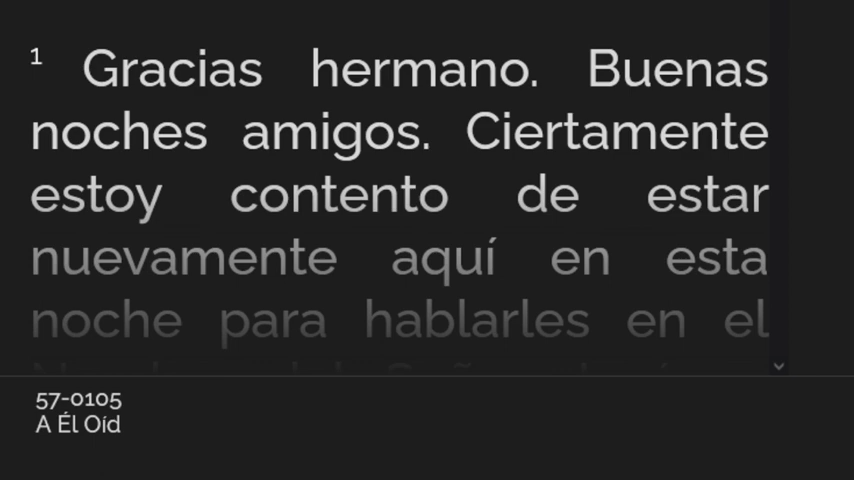 1 Gracias hermano. Buenas
noches amigos. Ciertamente
estoy contento de estar
nuevamente aquí en esta
noche para hablarles en el
57-0105
A Él Oíd